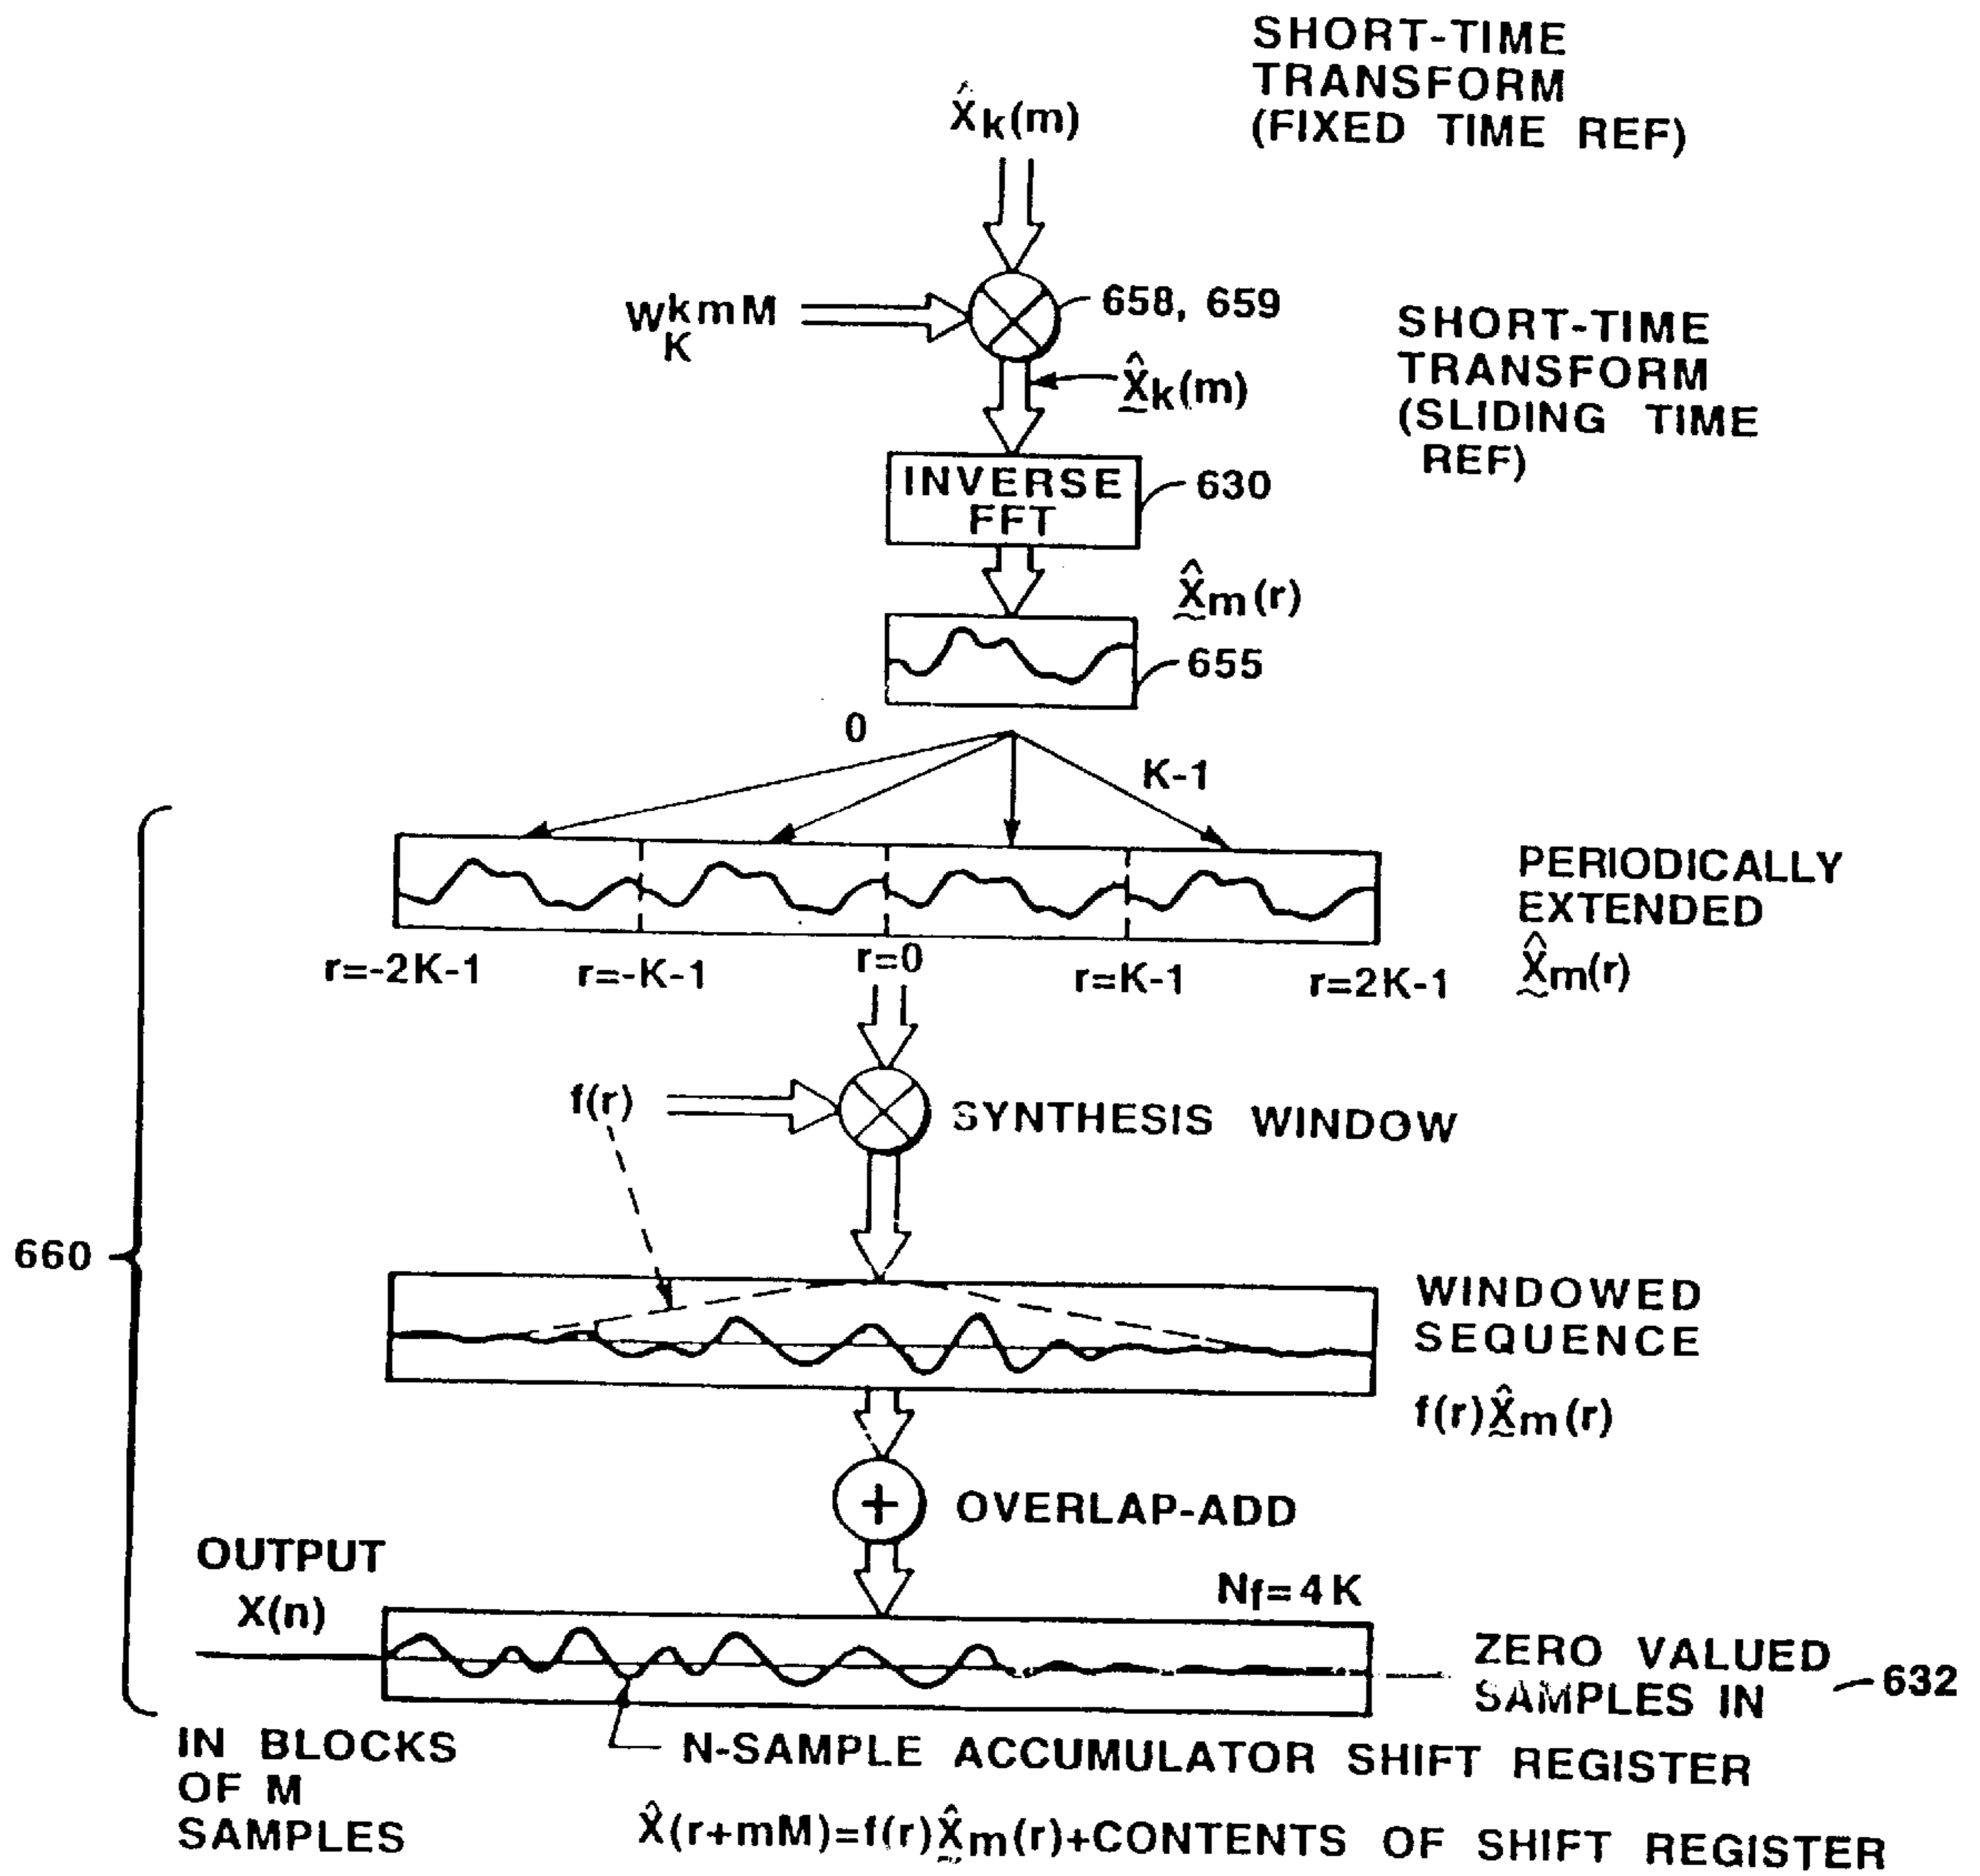 SHORT-TIME
TRANSFORM
(FIXED TIME REF)
X̂k(m)
W_K^kmM
658, 659
SHORT-TIME
TRANSFORM
(SLIDING TIME
REF)
X̰̂k(m)
INVERSE
FFT
630
X̰̂m(r)
655
0
K-1
PERIODICALLY
EXTENDED
X̰̂m(r)
r=-2K-1
r=-K-1
r=0
r=K-1
r=2K-1
f(r)
SYNTHESIS WINDOW
660
WINDOWED
SEQUENCE
f(r)X̰̂m(r)
+
OVERLAP-ADD
OUTPUT
X(n)
Nf=4K
ZERO VALUED
SAMPLES IN
632
IN BLOCKS
OF M
SAMPLES
N-SAMPLE ACCUMULATOR SHIFT REGISTER
X̂(r+mM)=f(r)X̰̂m(r)+CONTENTS OF SHIFT REGISTER